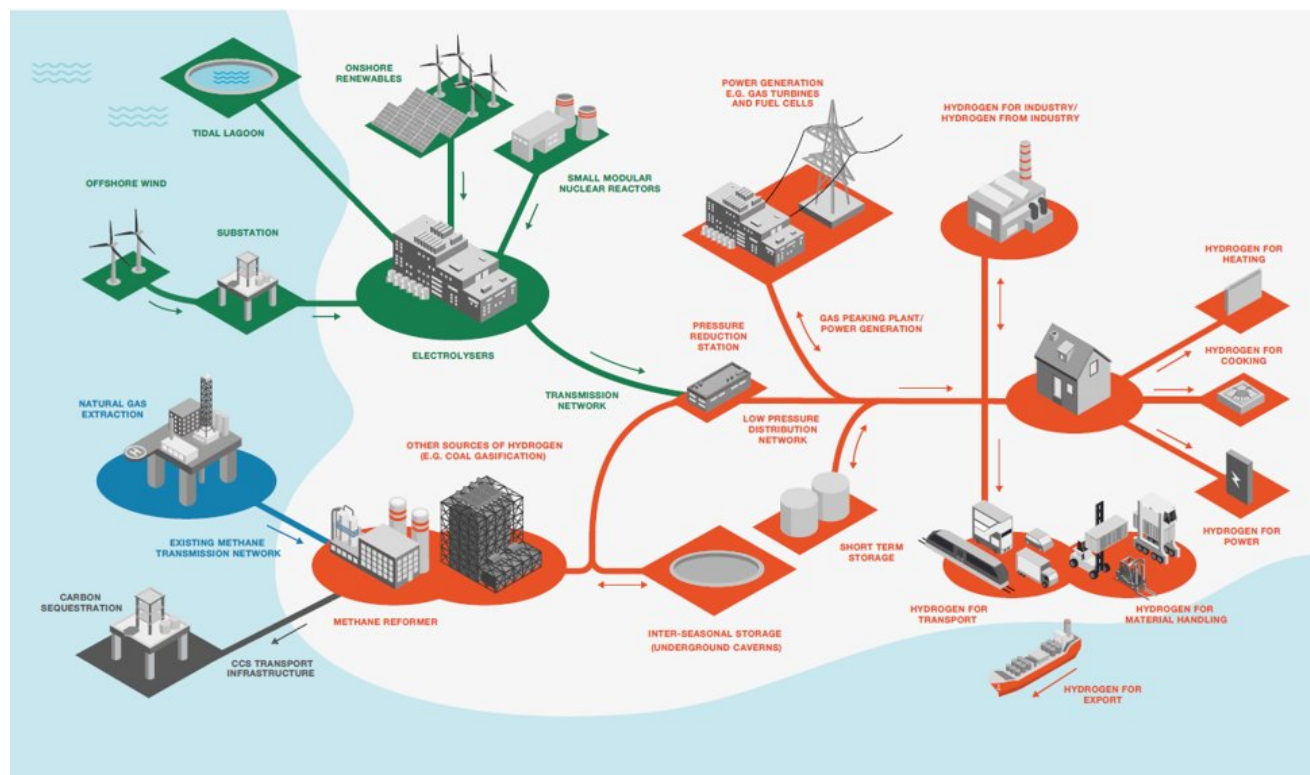 ONSHORE
RENEWABLES
TIDAL LAGOON
POWER GENERATION
E.G. GAS TURBINES
AND FUEL CELLS
HYDROGEN FOR INDUSTRY/
HYDROGEN FROM INDUSTRY
OFFSHORE WIND
SMALL MODULAR
NUCLEAR REACTORS
SUBSTATION
HYDROGEN FOR
HEATING
ELECTROLYSERS
PRESSURE
REDUCTION
STATION
GAS PEAKING PLANT/
POWER GENERATION
HYDROGEN FOR
COOKING
NATURAL GAS
EXTRACTION
TRANSMISSION
NETWORK
LOW PRESSURE
DISTRIBUTION
NETWORK
OTHER SOURCES OF HYDROGEN
(E.G. COAL GASIFICATION)
H
EXISTING METHANE
TRANSMISSION NETWORK
SHORT TERM
STORAGE
HYDROGEN FOR
POWER
CARBON
SEQUESTRATION
METHANE REFORMER
HYDROGEN FOR
TRANSPORT
HYDROGEN FOR
MATERIAL HANDLING
INTER-SEASONAL STORAGE
(UNDERGROUND CAVERNS)
CCS TRANSPORT
INFRASTRUCTURE
HYDROGEN FOR
EXPORT